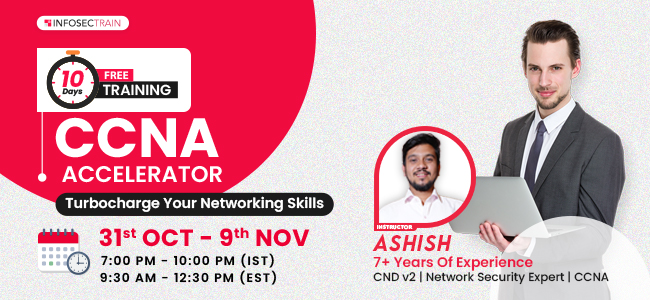 INFOSECTRAIN
10 Days
FREE
TRAINING
CCNA
ACCELERATOR
Turbocharge Your Networking Skills
31st OCT - 9th NOV
7:00 PM - 10:00 PM (IST)
9:30 AM - 12:30 PM (EST)
INSTRUCTOR
ASHISH
7+ Years Of Experience
CND v2 | Network Security Expert | CCNA